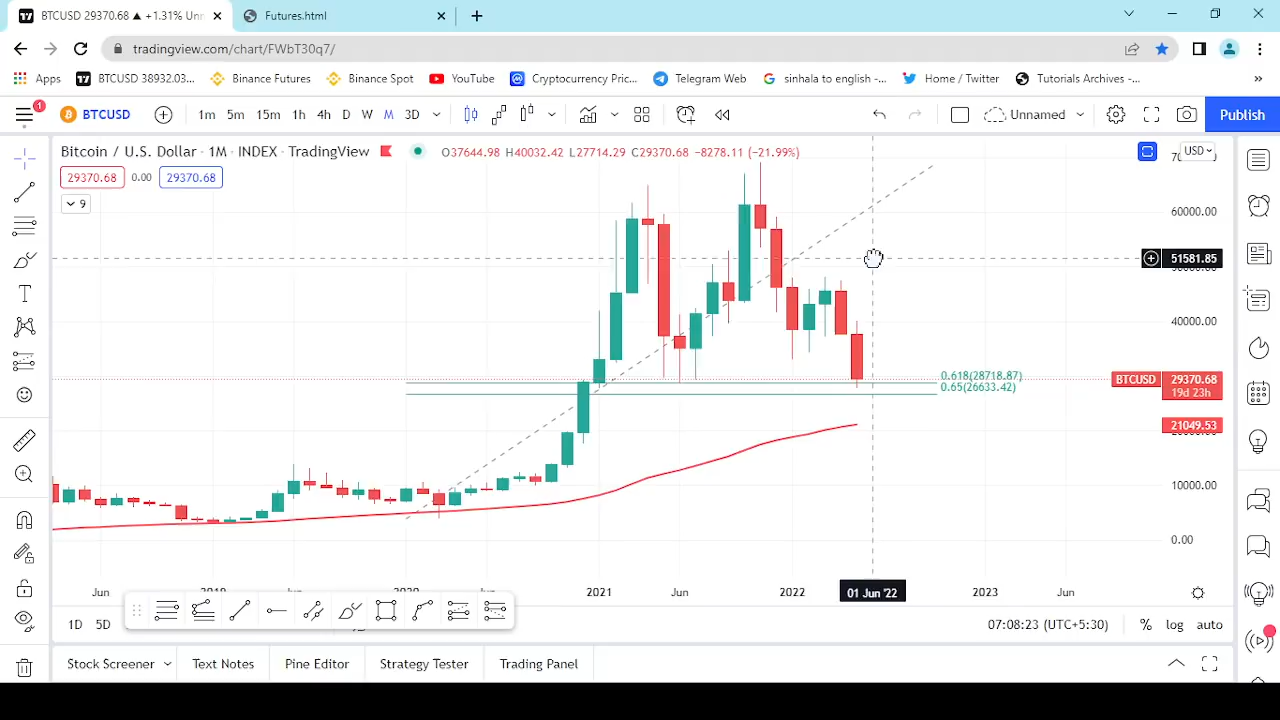 BTCUSD 29370.68 ▲ +1.31% Unn
Futures.html
tradingview.com/chart/FWbT30q7/
Apps
BTCUSD 38932.03...
Binance Futures
Binance Spot
YouTube
Cryptocurrency Pric...
Telegram Web
sinhala to english -...
Home / Twitter
Tutorials Archives -...
»
1
BTCUSD
1m 5m 15m 1h 4h D W M 3D
Unnamed
Publish
Bitcoin / U.S. Dollar · 1M · INDEX · TradingView
O37644.98 H40032.42 L27714.29 C29370.68 −8278.11 (−21.99%)
USD
29370.68 0.00 29370.68
9
60000.00
51581.85
40000.00
0.618(28718.87)
0.65(26633.42)
BTCUSD
29370.68
19d 23h
21049.53
10000.00
0.00
Jun 2019 2020 2021 Jun 2022 01 Jun '22 2023 Jun
1D 5D
07:08:23 (UTC+5:30)
% log auto
Stock Screener
Text Notes
Pine Editor
Strategy Tester
Trading Panel